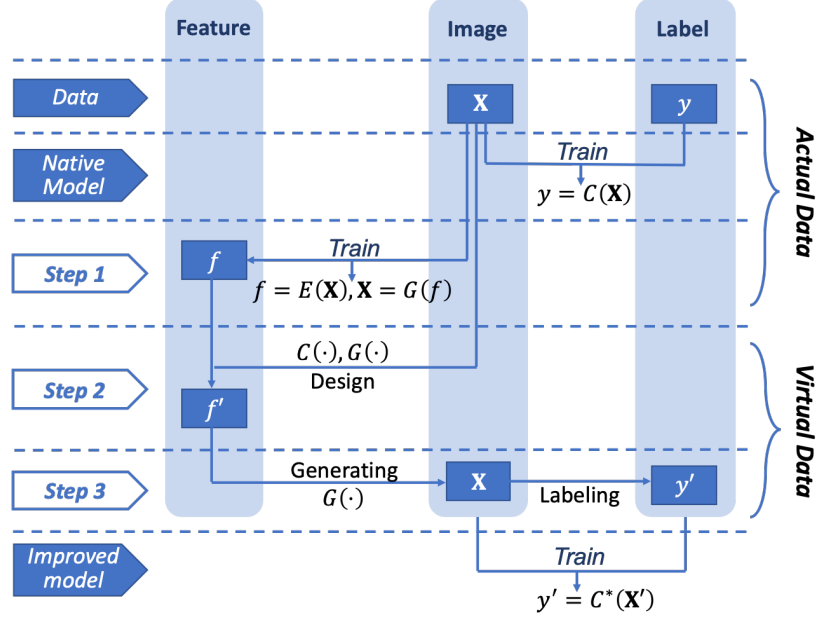 Feature
Image
Label
Data
X
y
Native
Model
Train
y = C(X)
Step 1
f
Train
f = E(X), X = G(f)
Step 2
C(·), G(·)
Design
f′
Step 3
Generating
G(·)
X
Labeling
y′
Improved
model
Train
y′ = C*(X′)
Actual Data
Virtual Data